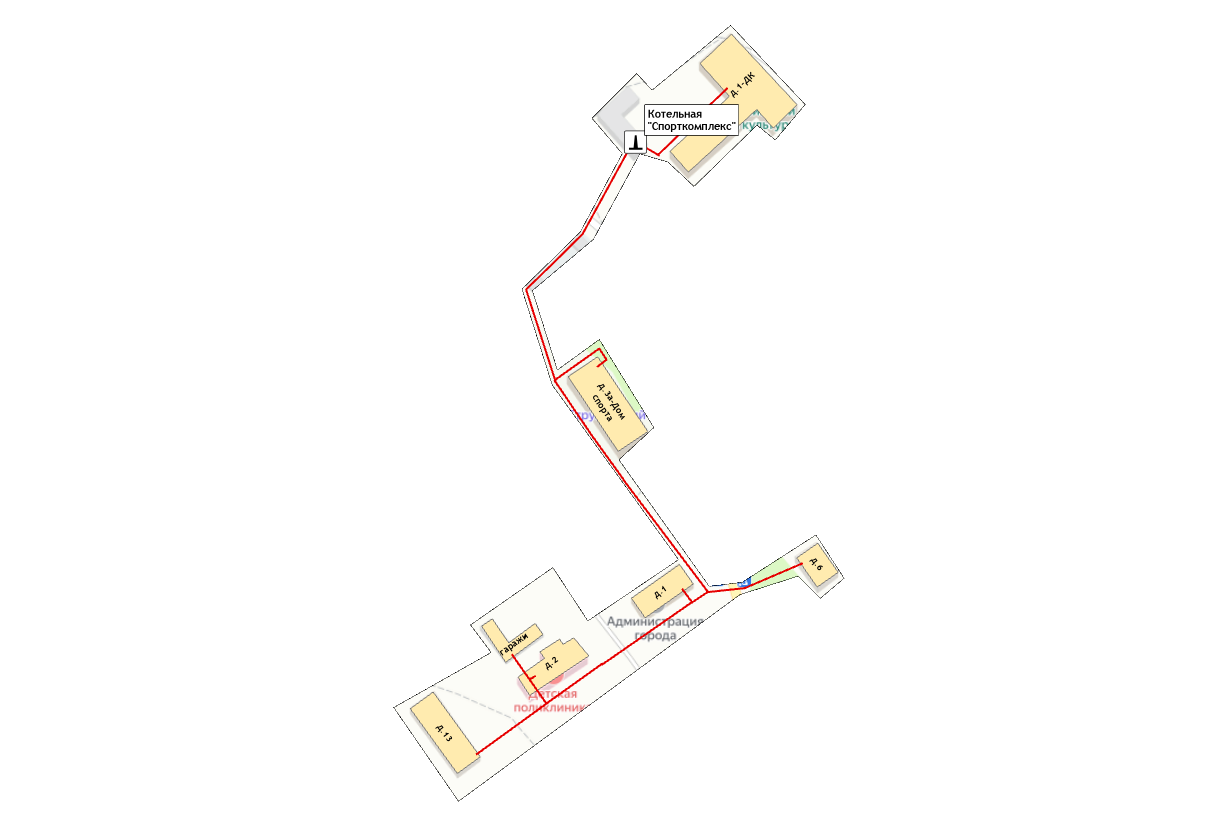 д.1-ДК
Котельная
"Спорткомплекс"
д.3а-Дом
спорта
д.6
д.1
Администрация
города
гаражи
д.2
Детская
поликлиник
д.13